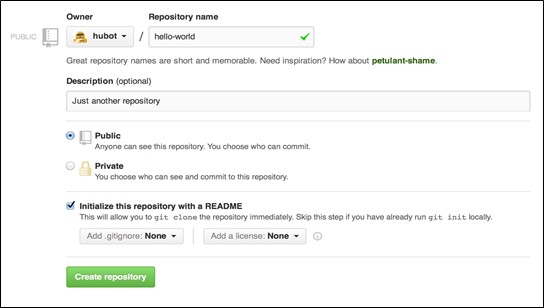 Owner Repository name
PUBLIC hubot / hello-world
Great repository names are short and memorable. Need inspiration? How about petulant-shame.
Description (optional)
Just another repository
Public
Anyone can see this repository. You choose who can commit.
Private
You choose who can see and commit to this repository.
Initialize this repository with a README
This will allow you to git clone the repository immediately. Skip this step if you have already run git init locally.
Add .gitignore: None Add a license: None
Create repository